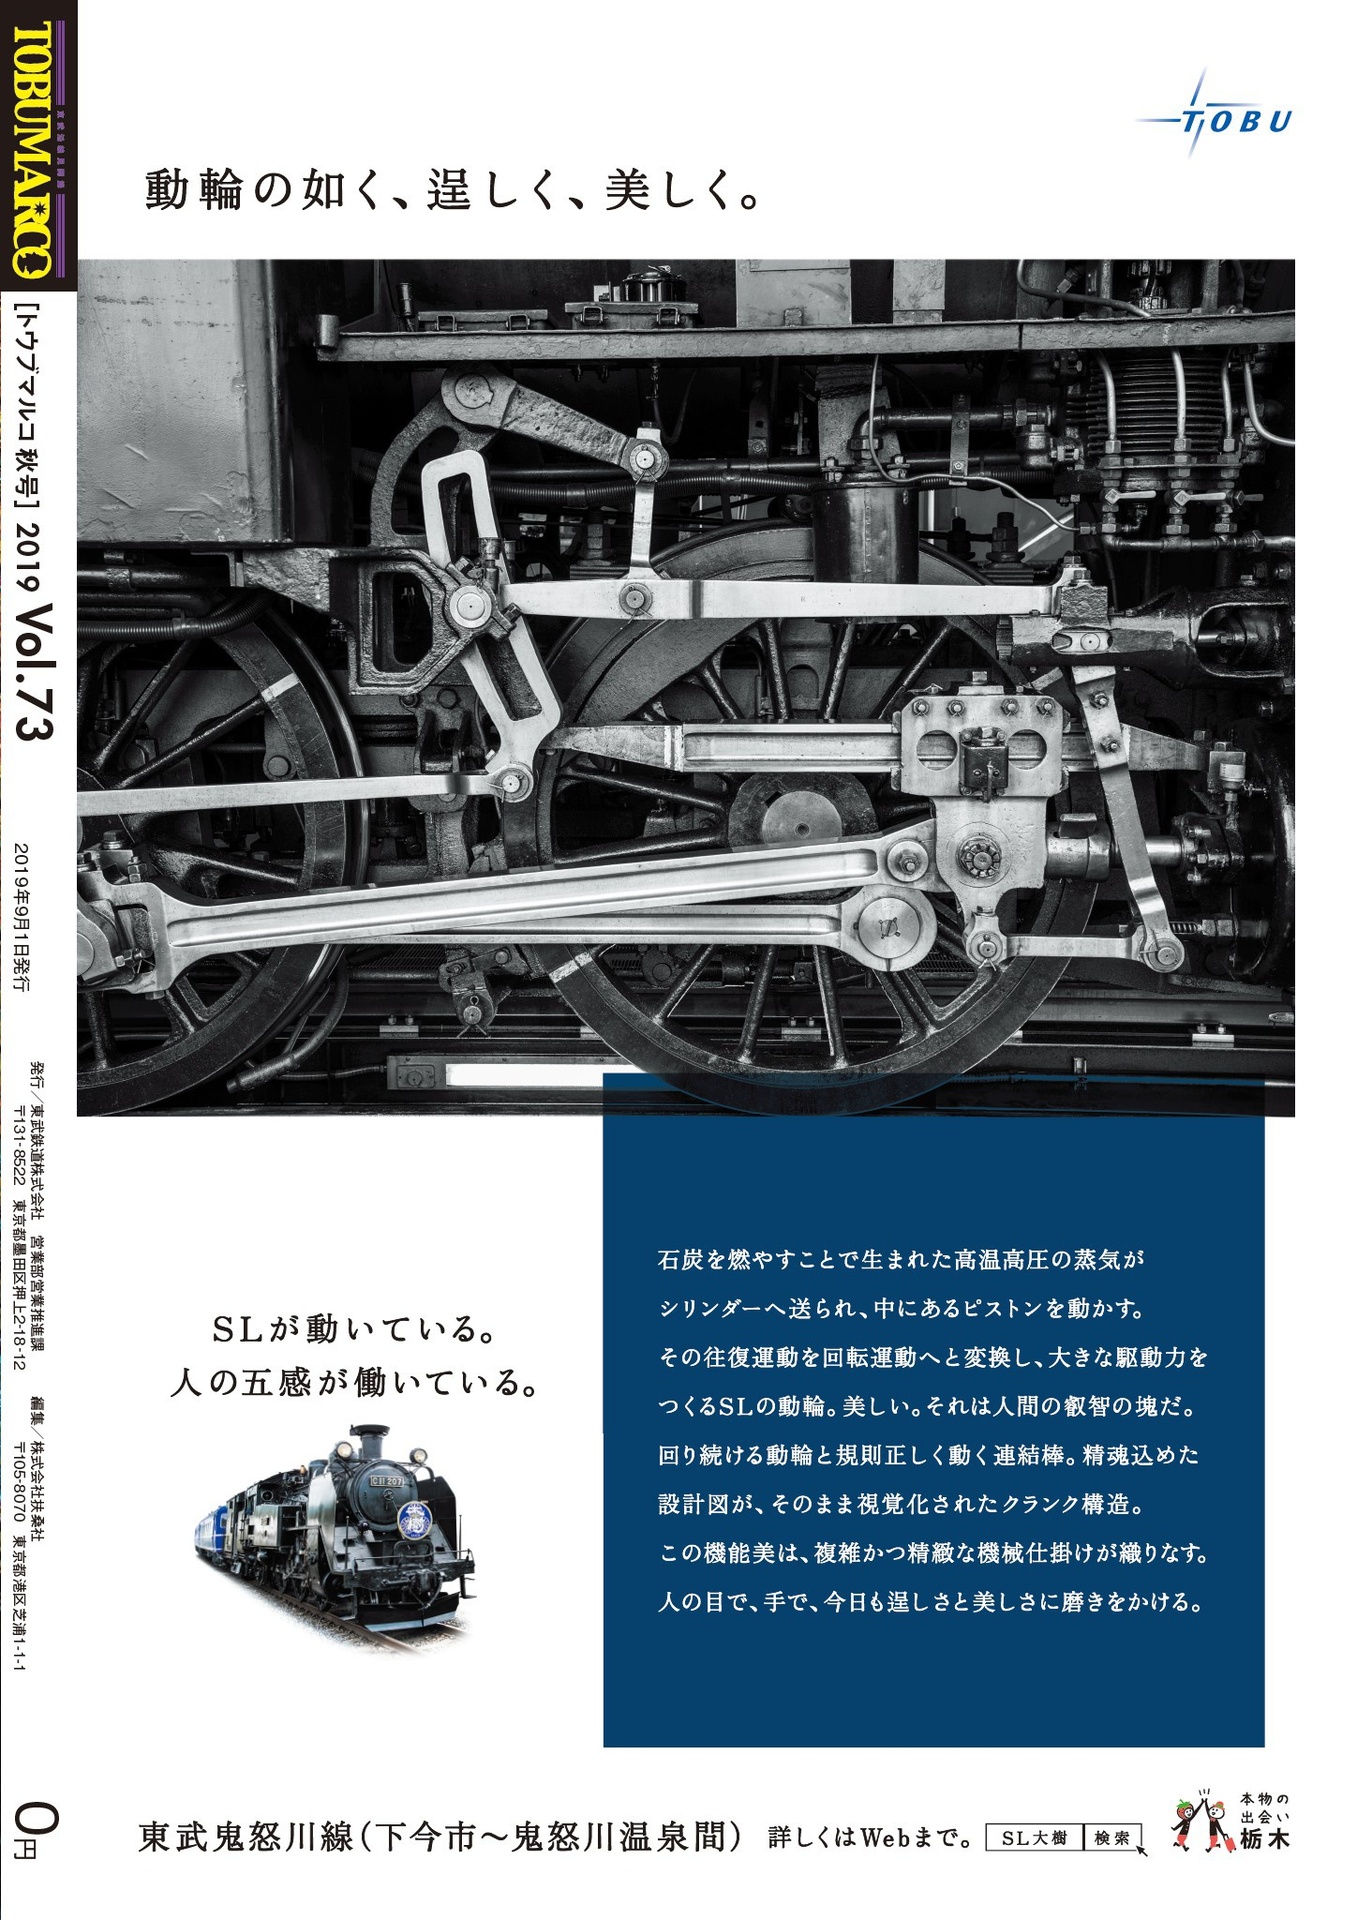 TOBU
動輪の如く、逞しく、美しく。
SLが動いている。
人の五感が働いている。
C11 207
石炭を燃やすことで生まれた高温高圧の蒸気が
シリンダーへ送られ、中にあるピストンを動かす。
その往復運動を回転運動へと変換し、大きな駆動力を
つくるSLの動輪。美しい。それは人間の叡智の塊だ。
回り続ける動輪と規則正しく動く連結棒。精魂込めた
設計図が、そのまま視覚化されたクランク構造。
この機能美は、複雑かつ精緻な機械仕掛けが織りなす。
人の目で、手で、今日も逞しさと美しさに磨きをかける。
東武鬼怒川線(下今市〜鬼怒川温泉間)
詳しくはWebまで。
SL大樹 検索
本物の
出会い
栃木
TOBUMARCO
[トウブマルコ 秋号] 2019 Vol.73
2019年9月1日発行
発行/東武鉄道株式会社 営業部営業推進課
〒131-8522 東京都墨田区押上2-18-12
編集/株式会社扶桑社
〒105-8070 東京都港区芝浦1-1-1
0円